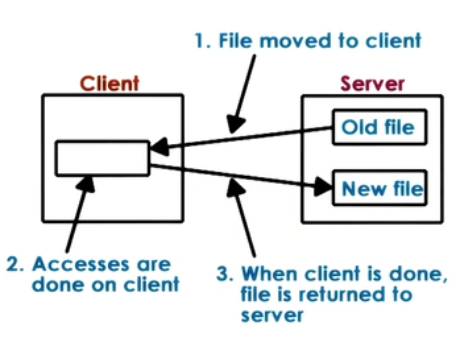 1. File moved to client
Client
Server
Old file
New file
2. Accesses are
done on client
3. When client is done,
file is returned to
server